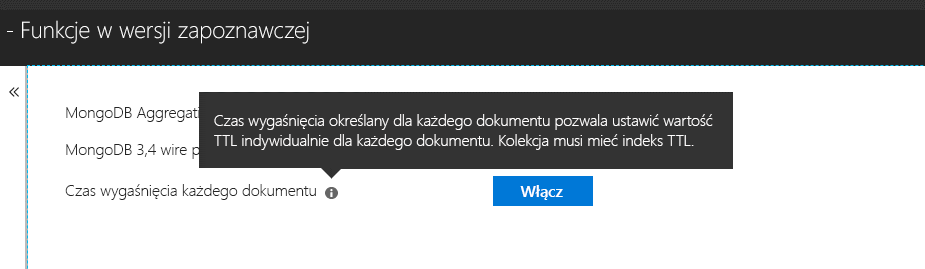 - Funkcje w wersji zapoznawczej
«
MongoDB Aggregati
Czas wygaśnięcia określany dla każdego dokumentu pozwala ustawić wartość
TTL indywidualnie dla każdego dokumentu. Kolekcja musi mieć indeks TTL.
MongoDB 3,4 wire p
Czas wygaśnięcia każdego dokumentu
Włącz